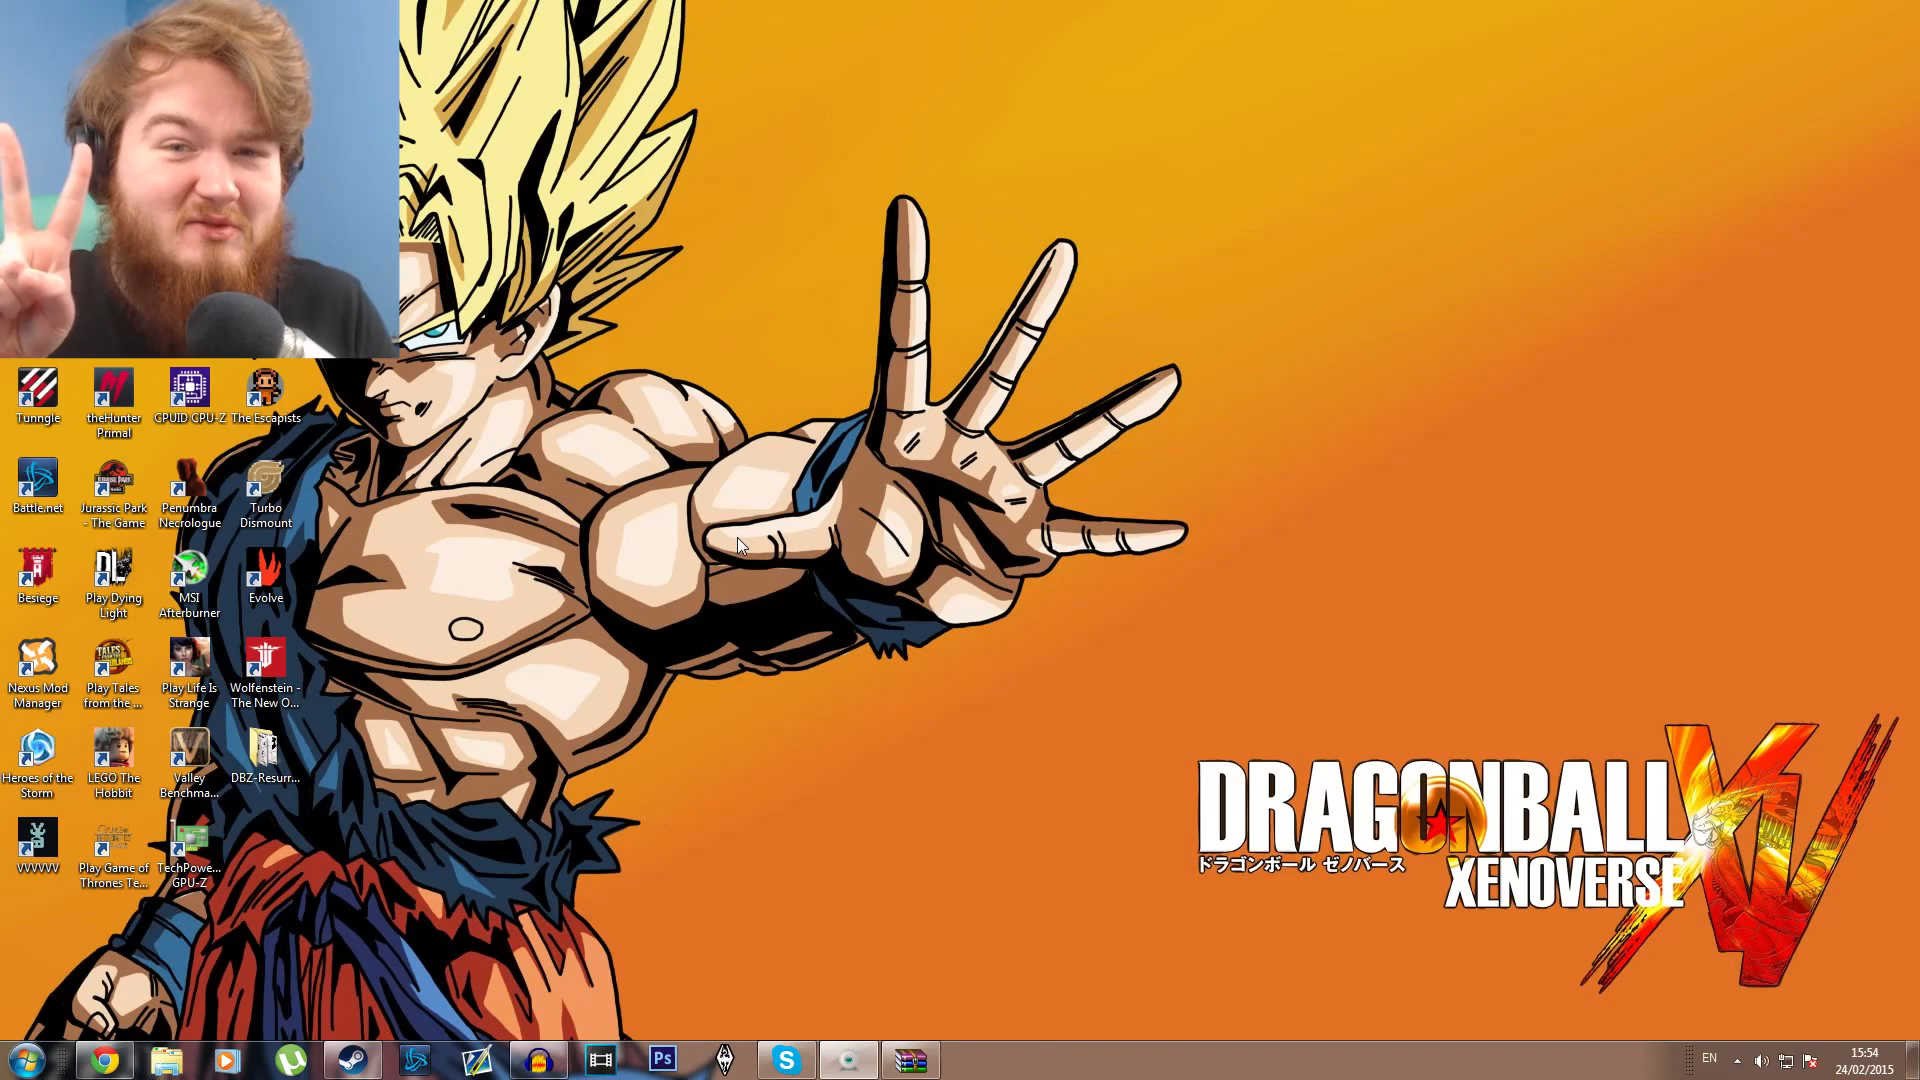 Tunngle
theHunter
Primal
CPUID CPU-Z
The Escapists
Battle.net
Jurassic Park
- The Game
Penumbra
Necrologue
Turbo
Dismount
Besiege
DL
Play Dying
Light
MSI
Afterburner
Evolve
Nexus Mod
Manager
Play Tales
from the ...
Play Life Is
Strange
Wolfenstein -
The New O...
Heroes of the
Storm
LEGO The
Hobbit
Valley
Benchma...
DBZ-Resurr...
VVVVVV
Play Game of
Thrones Te...
TechPowe...
GPU-Z
DRAGONBALL
ドラゴンボール ゼノバース
XENOVERSE
XV
Ps
EN
15:54
24/02/2015